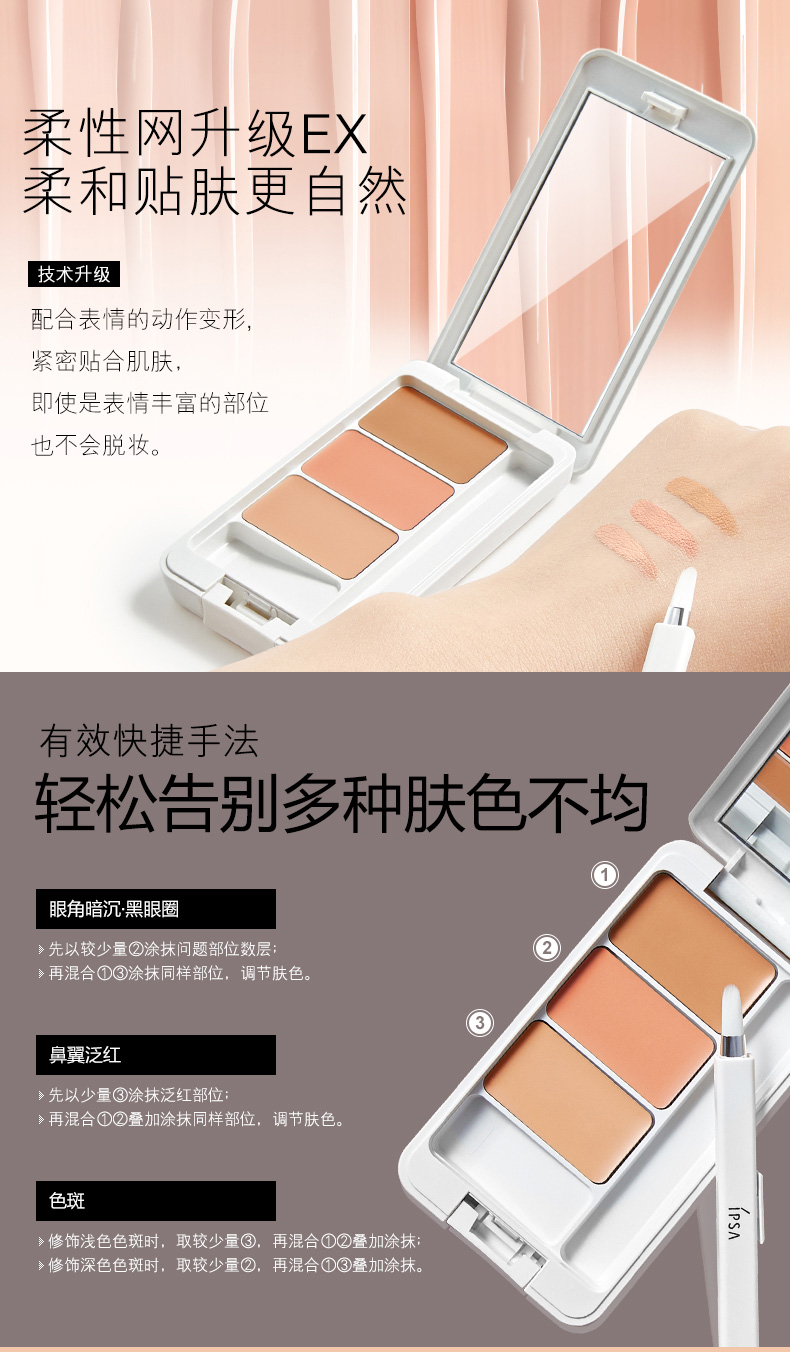 柔性网升级EX
柔和贴肤更自然
技术升级
配合表情的动作变形,
紧密贴合肌肤,
即使是表情丰富的部位
也不会脱妆。
有效快捷手法
轻松告别多种肤色不均
眼角暗沉·黑眼圈
先以较少量②涂抹问题部位数层;
再混合①③涂抹同样部位, 调节肤色。
鼻翼泛红
先以少量③涂抹泛红部位;
再混合①②叠加涂抹同样部位, 调节肤色。
色斑
修饰浅色色斑时, 取较少量③, 再混合①②叠加涂抹;
修饰深色色斑时, 取较少量②, 再混合①③叠加涂抹。
1
2
3
IPSA